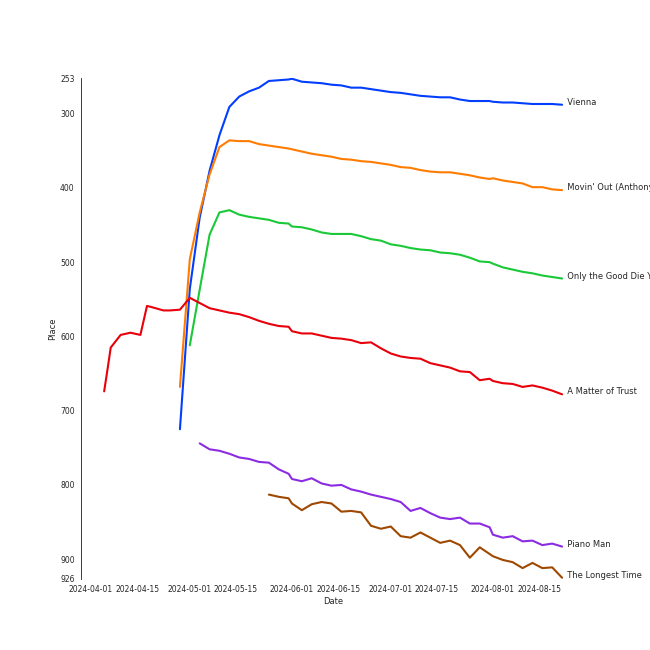 253
300
400
500
600
700
800
900
926
Place
Vienna
Movin' Out (Anthony
Only the Good Die Y
A Matter of Trust
Piano Man
The Longest Time
2024-04-01 2024-04-15 2024-05-01 2024-05-15 2024-06-01 2024-06-15 2024-07-01 2024-07-15 2024-08-01 2024-08-15
Date